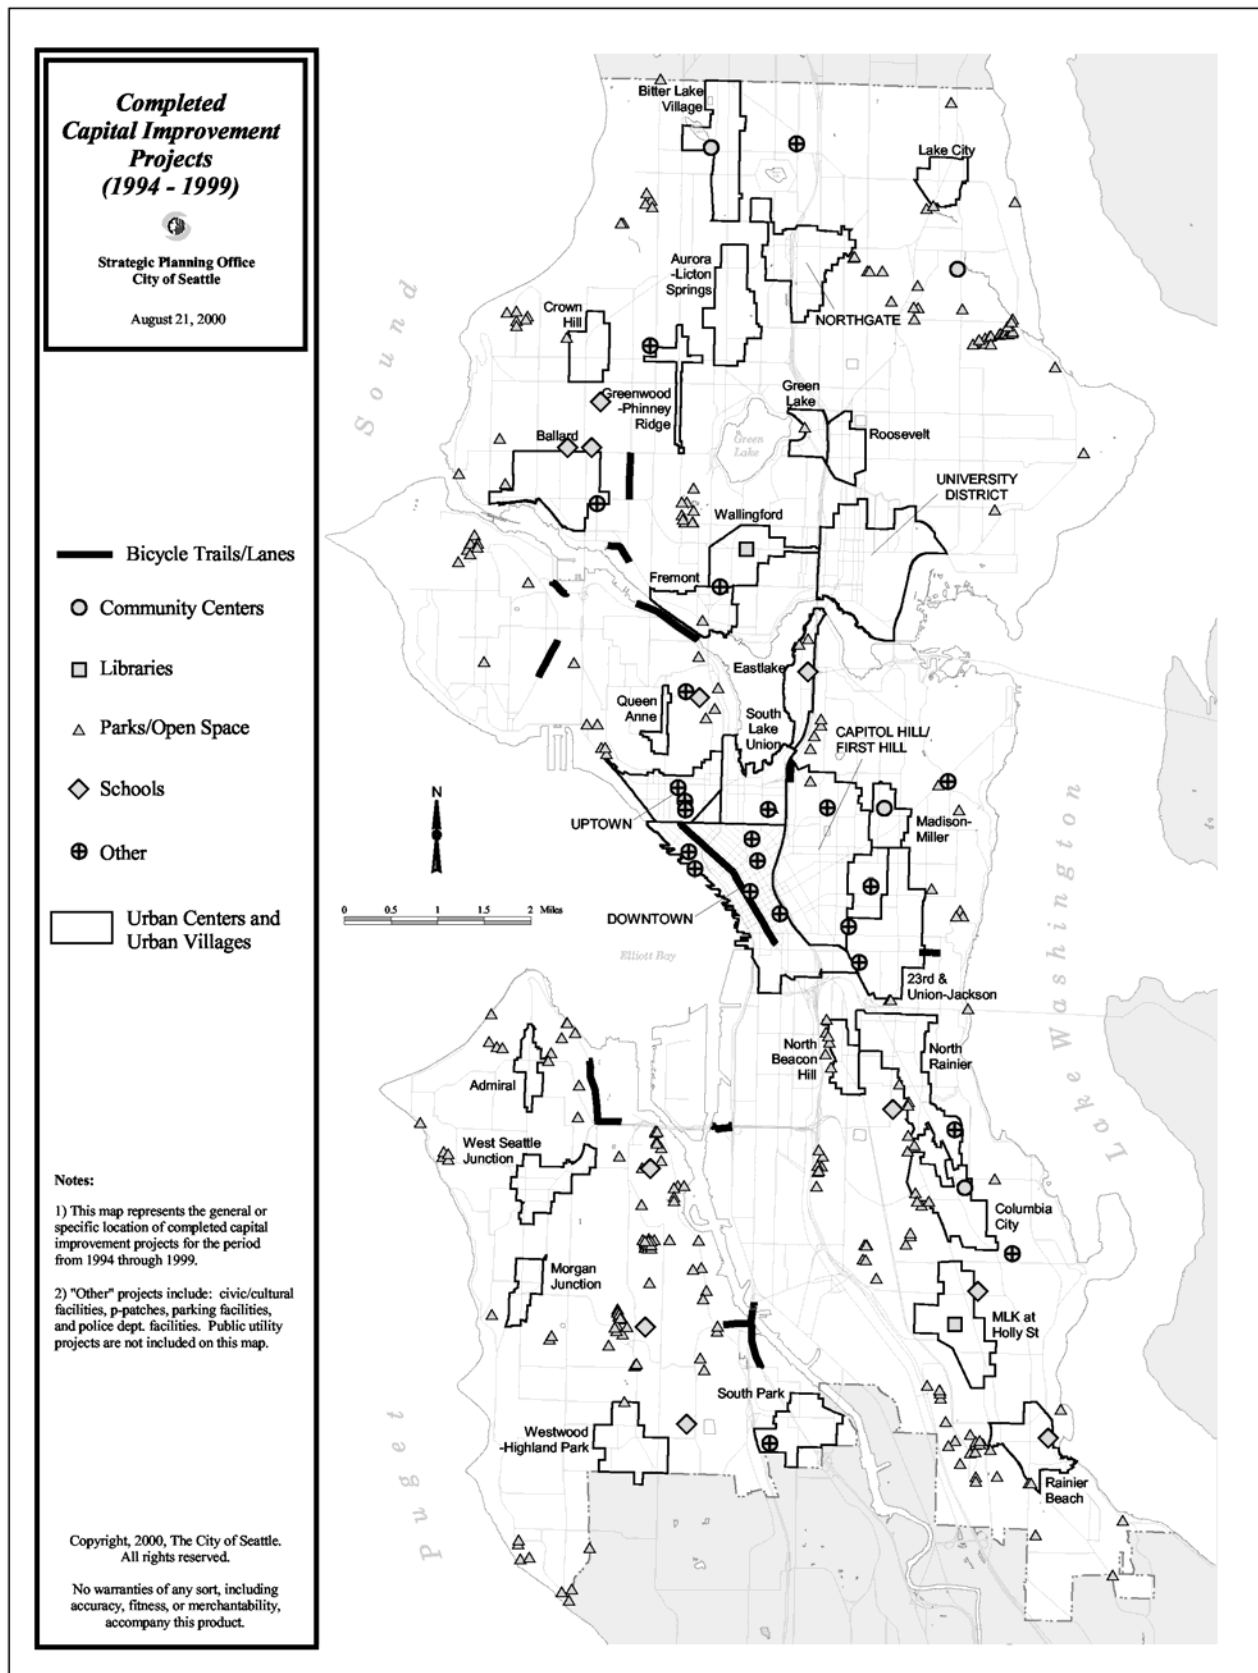 Completed
Capital Improvement
Projects
(1994 - 1999)
Strategic Planning Office
City of Seattle
August 21, 2000
Bicycle Trails/Lanes
Community Centers
Libraries
Parks/Open Space
Schools
Other
Urban Centers and
Urban Villages
Notes:
1) This map represents the general or
specific location of completed capital
improvement projects for the period
from 1994 through 1999.
2) "Other" projects include: civic/cultural
facilities, p-patches, parking facilities,
and police dept. facilities. Public utility
projects are not included on this map.
Copyright, 2000, The City of Seattle.
All rights reserved.
No warranties of any sort, including
accuracy, fitness, or merchantability,
accompany this product.
Bitter Lake
Village
Lake City
Aurora
-Licton
Springs
NORTHGATE
Crown
Hill
Greenwood
-Phinney
Ridge
Green
Lake
Green
Lake
Roosevelt
Ballard
UNIVERSITY
DISTRICT
Wallingford
Fremont
Eastlake
Queen
Anne
South
Lake
Union
CAPITOL HILL/
FIRST HILL
UPTOWN
Madison-
Miller
N
0 0.5 1 1.5 2 Miles
DOWNTOWN
Elliott Bay
23rd &
Union-Jackson
North
Beacon
Hill
North
Rainier
Admiral
West Seattle
Junction
Columbia
City
Morgan
Junction
MLK at
Holly St
South Park
Westwood
-Highland Park
Rainier
Beach
Puget
Sound
Lake Washington